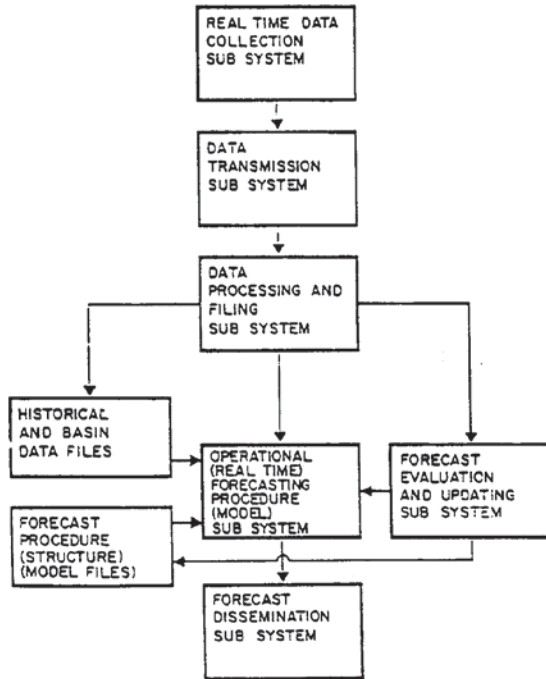 REAL TIME DATA
COLLECTION
SUB SYSTEM
DATA
TRANSMISSION
SUB SYSTEM
DATA
PROCESSING AND
FILING
SUB SYSTEM
HISTORICAL
AND BASIN
DATA FILES
OPERATIONAL
(REAL TIME)
FORECASTING
PROCEDURE
(MODEL)
SUB SYSTEM
FORECAST
EVALUATION
AND UPDATING
SUB SYSTEM
FORECAST
PROCEDURE
(STRUCTURE)
(MODEL FILES)
FORECAST
DISSEMINATION
SUB SYSTEM